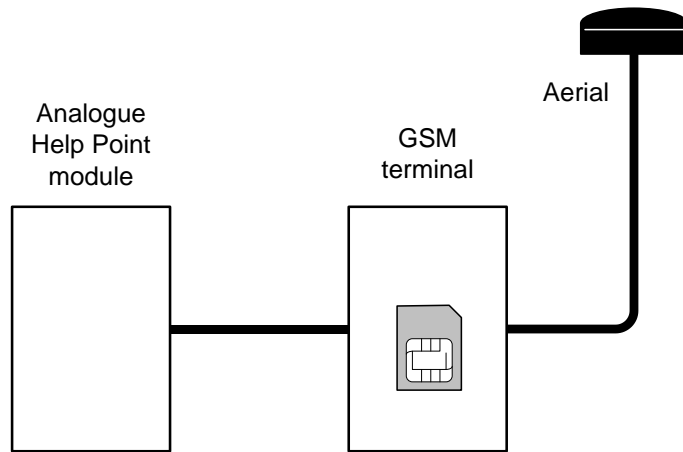 Aerial
Analogue
Help Point
module
GSM
terminal